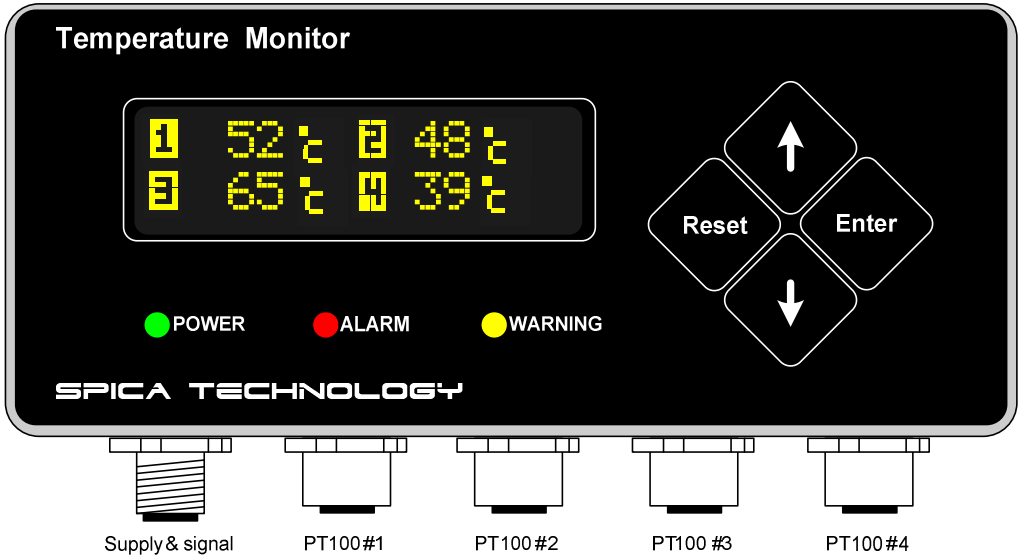 Temperature Monitor
1 52 °C 2 48 °C
3 65 °C 4 39 °C
Reset
Enter
POWER ALARM WARNING
SPICA TECHNOLOGY
Supply & signal PT100 #1 PT100 #2 PT100 #3 PT100 #4